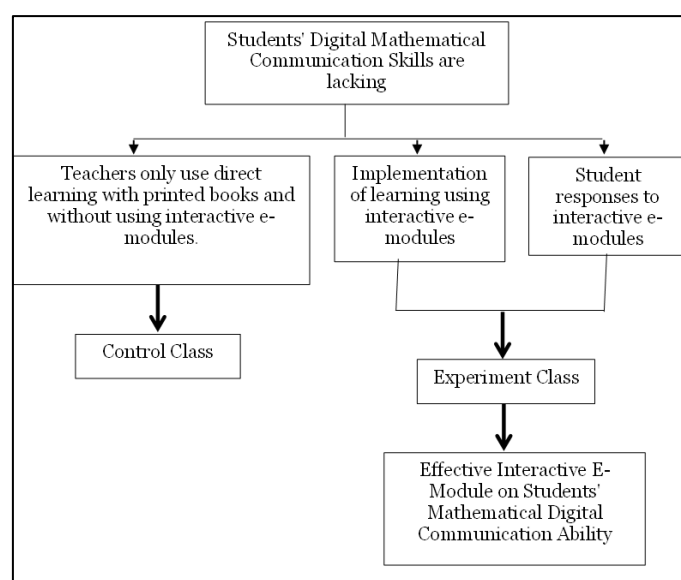 Students' Digital Mathematical
Communication Skills are
lacking
Teachers only use direct
learning with printed books and
without using interactive e-
modules.
Implementation
of learning using
interactive e-
modules
Student
responses to
interactive e-
modules
Control Class
Experiment Class
Effective Interactive E-
Module on Students'
Mathematical Digital
Communication Ability